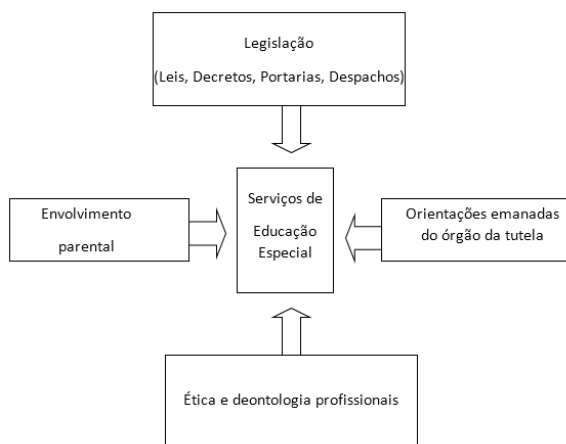 Legislação
(Leis, Decretos, Portarias, Despachos)
Envolvimento
parental
Serviços de
Educação
Especial
Orientações emanadas
do órgão da tutela
Ética e deontologia profissionais